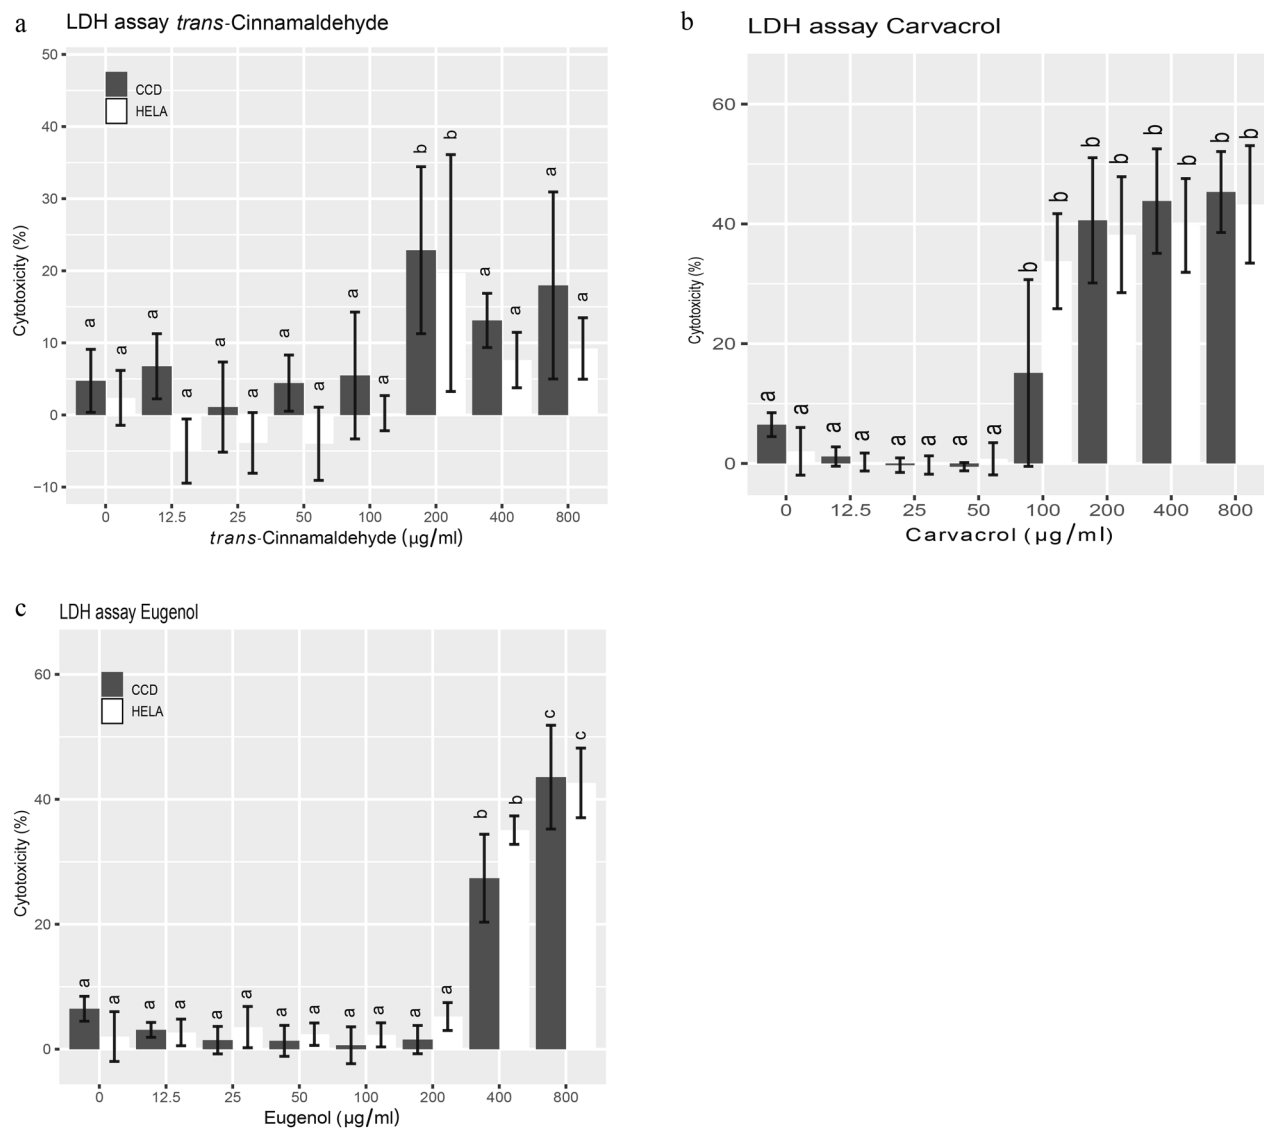 a
LDH assay trans-Cinnamaldehyde
50
40
30
20
10
0
−10
Cytotoxicity (%)
CCD
HELA
a a a a a a a a a a b b a a a a
0 12.5 25 50 100 200 400 800
trans-Cinnamaldehyde (µg/ml)
b
LDH assay Carvacrol
60
40
20
0
Cytotoxicity (%)
a a a a a a a a b b b b b b b b
0 12.5 25 50 100 200 400 800
Carvacrol (µg/ml)
c
LDH assay Eugenol
60
40
20
0
Cytotoxicity (%)
CCD
HELA
a a a a a a a a a a a a b b c c
0 12.5 25 50 100 200 400 800
Eugenol (µg/ml)